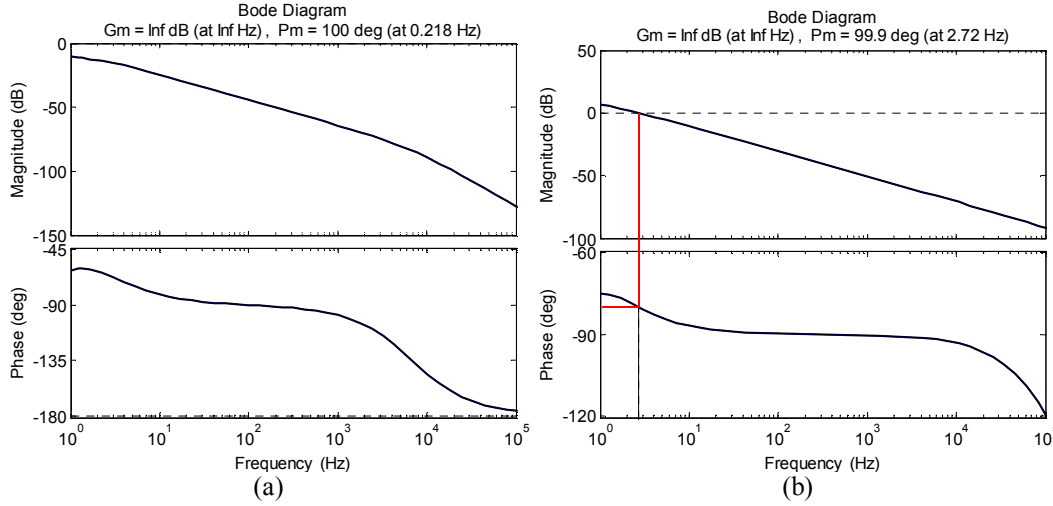 Bode Diagram
Gm = Inf dB (at Inf Hz) , Pm = 100 deg (at 0.218 Hz)
0
-50
-100
-150
Magnitude (dB)
-45
-90
-135
-180
Phase (deg)
10^0
10^1
10^2
10^3
10^4
10^5
Frequency (Hz)
(a)
Bode Diagram
Gm = Inf dB (at Inf Hz) , Pm = 99.9 deg (at 2.72 Hz)
50
0
-50
-100
Magnitude (dB)
-60
-90
-120
Phase (deg)
10^0
10^1
10^2
10^3
10^4
10
Frequency (Hz)
(b)